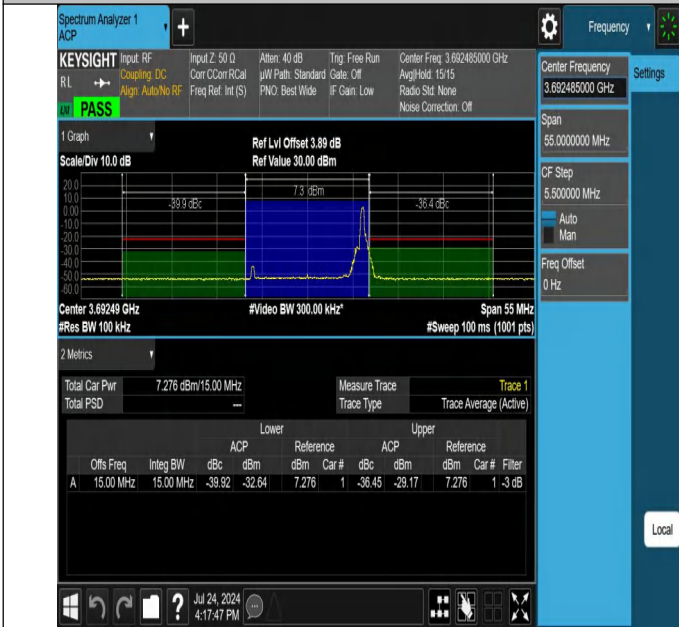 Spectrum Analyzer 1
ACP
+
Frequency
KEYSIGHT
RL
LNI
PASS
Input: RF
Coupling: DC
Align: Auto/No RF
Input Z: 50 Ω
Corr CCorr RCal
Freq Ref: Int (S)
Atten: 40 dB
µW Path: Standard
PNO: Best Wide
Trig: Free Run
Gate: Off
IF Gain: Low
Center Freq: 3.692485000 GHz
Avg|Hold: 15/15
Radio Std: None
Noise Correction: Off
Center Frequency
3.692485000 GHz
Settings
Span
55.0000000 MHz
CF Step
5.500000 MHz
Auto
Man
Freq Offset
0 Hz
1 Graph
Scale/Div 10.0 dB
Ref Lvl Offset 3.89 dB
Ref Value 30.00 dBm
20.0
10.0
0.00
-10.0
-20.0
-30.0
-40.0
-50.0
-60.0
-39.9 dBc
7.3 dBm
-36.4 dBc
Center 3.69249 GHz
#Video BW 300.00 kHz*
Span 55 MHz
#Res BW 100 kHz
#Sweep 100 ms (1001 pts)
2 Metrics
Total Car Pwr 7.276 dBm/15.00 MHz
Total PSD ---
Measure Trace Trace 1
Trace Type Trace Average (Active)
Lower Upper
ACP Reference ACP Reference
Offs Freq Integ BW dBc dBm dBm Car # dBc dBm dBm Car # Filter
A 15.00 MHz 15.00 MHz -39.92 -32.64 7.276 1 -36.45 -29.17 7.276 1 -3 dB
Local
?
Jul 24, 2024
4:17:47 PM